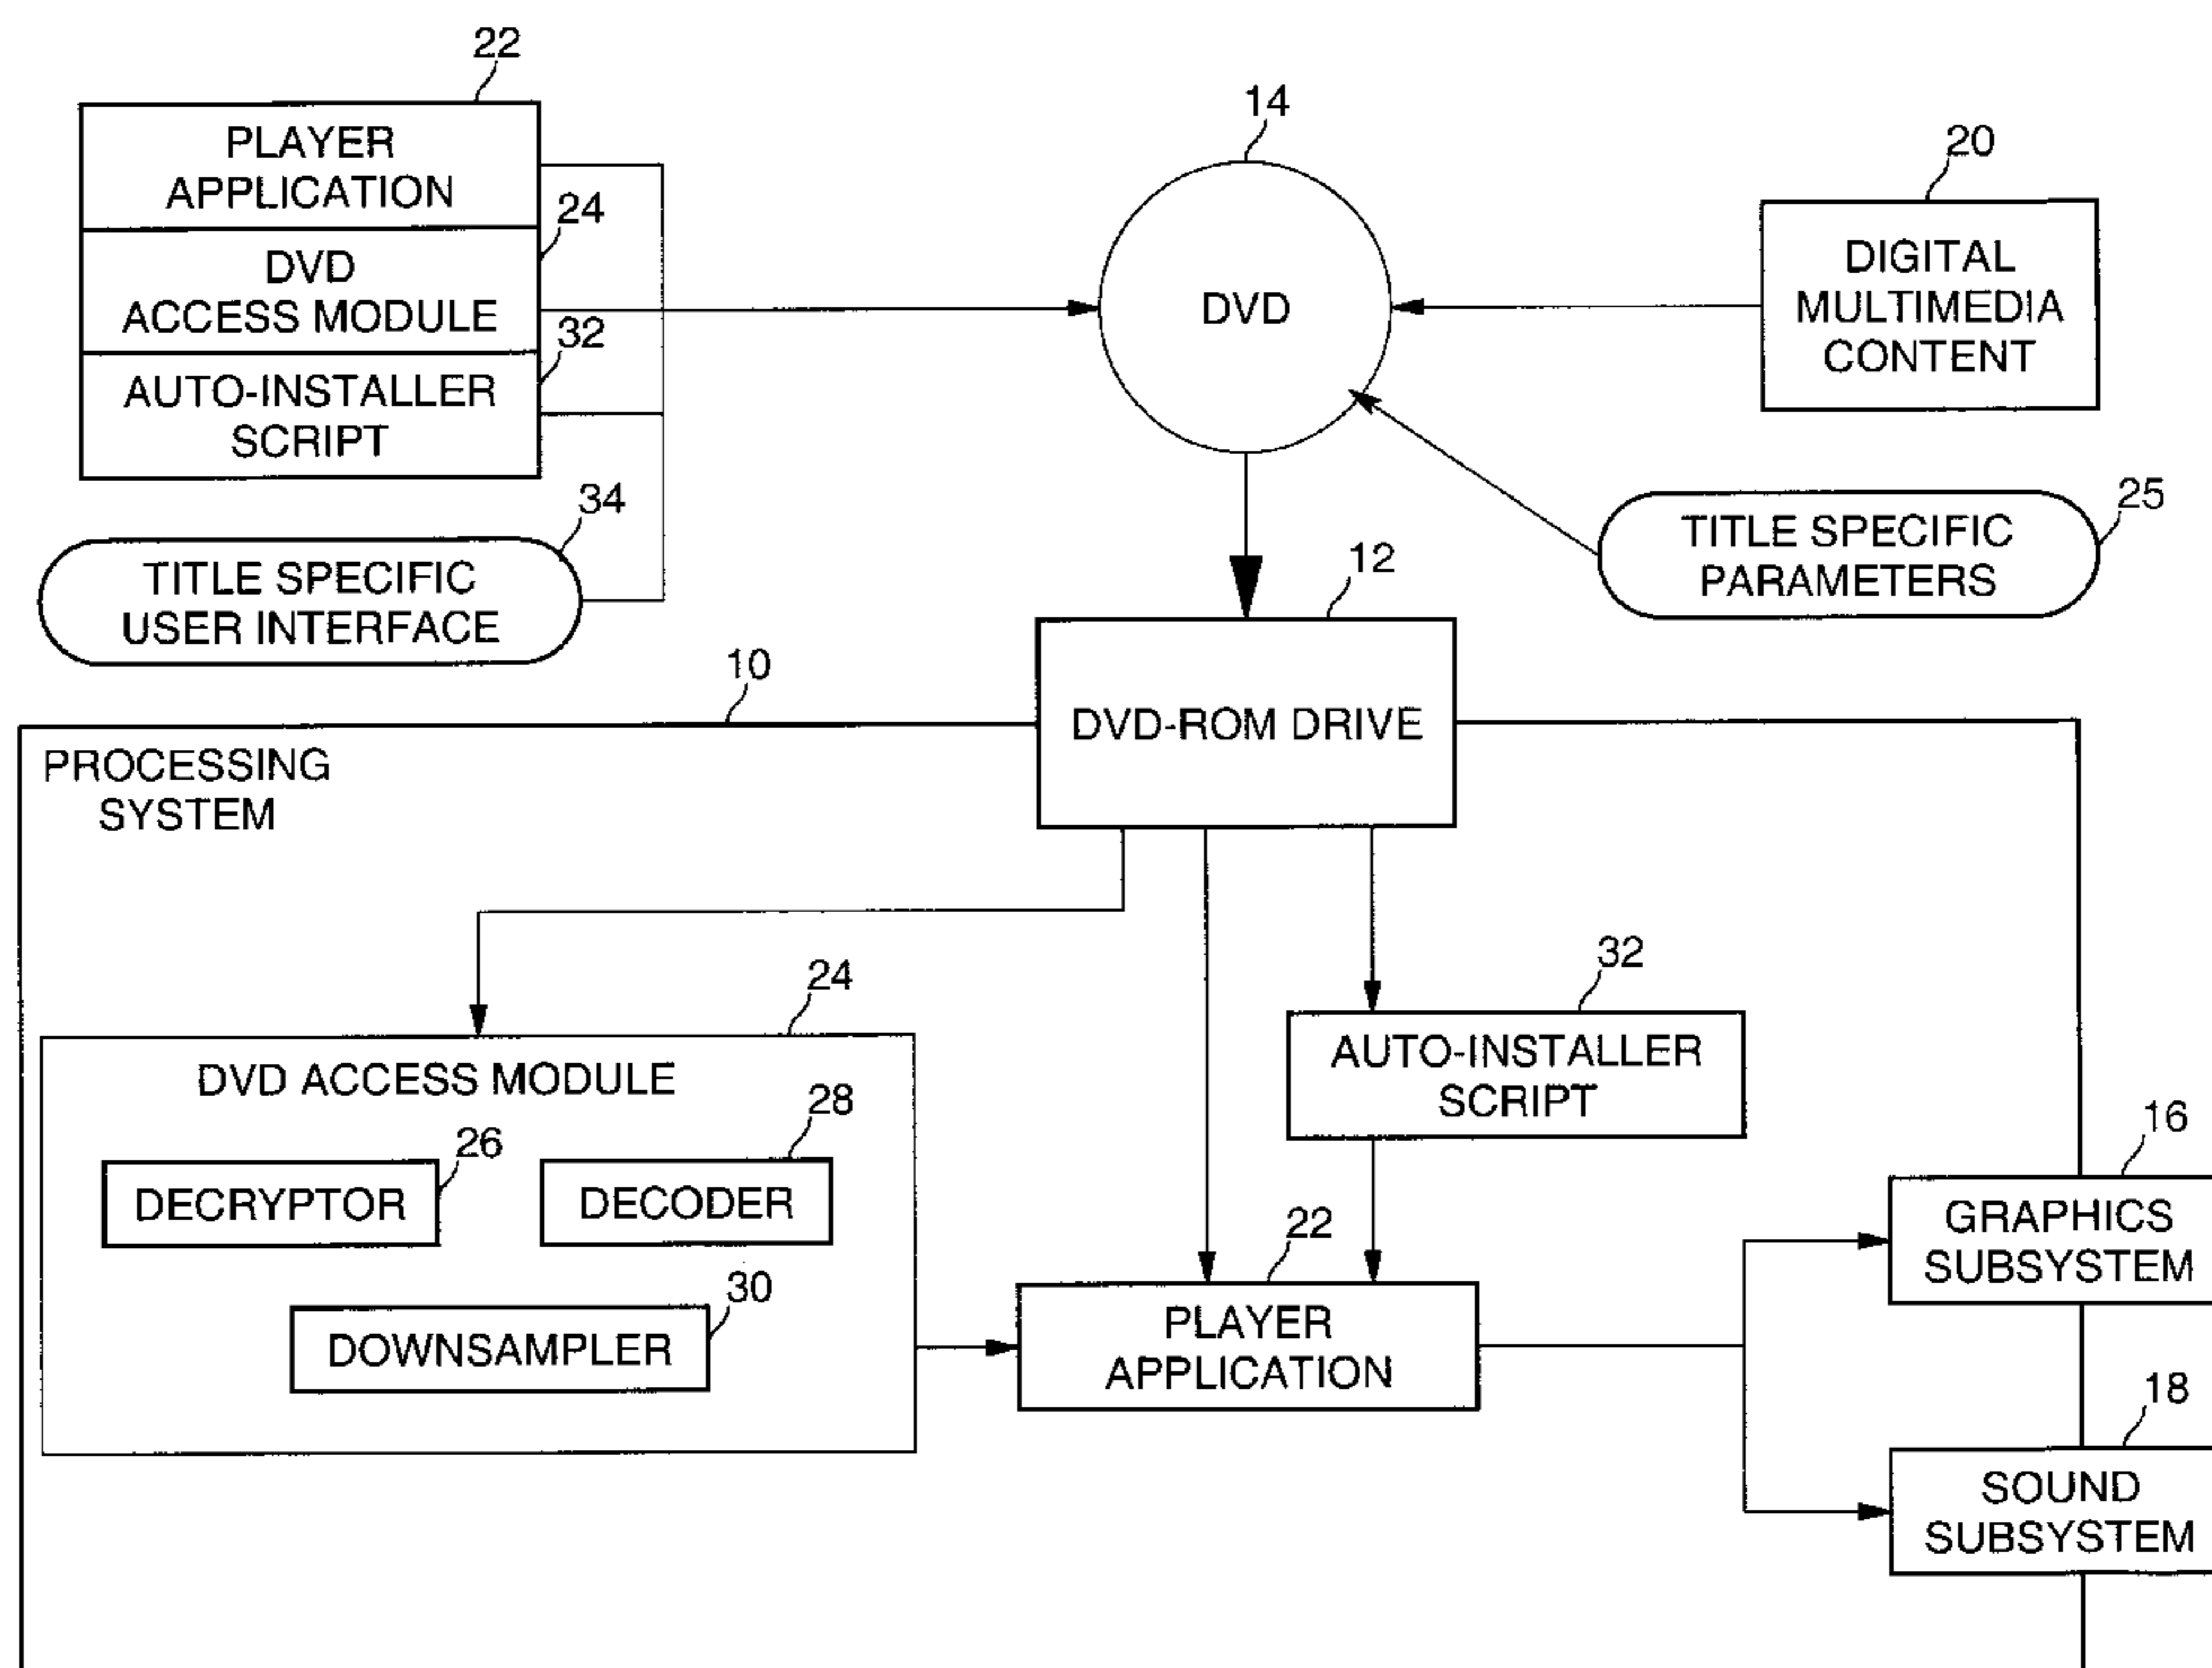 22
PLAYER
APPLICATION
24
DVD
ACCESS MODULE
32
AUTO-INSTALLER
SCRIPT
34
TITLE SPECIFIC
USER INTERFACE
14
DVD
20
DIGITAL
MULTIMEDIA
CONTENT
25
TITLE SPECIFIC
PARAMETERS
12
DVD-ROM DRIVE
10
PROCESSING
SYSTEM
24
DVD ACCESS MODULE
26
DECRYPTOR
28
DECODER
30
DOWNSAMPLER
32
AUTO-INSTALLER
SCRIPT
22
PLAYER
APPLICATION
16
GRAPHICS
SUBSYSTEM
18
SOUND
SUBSYSTEM